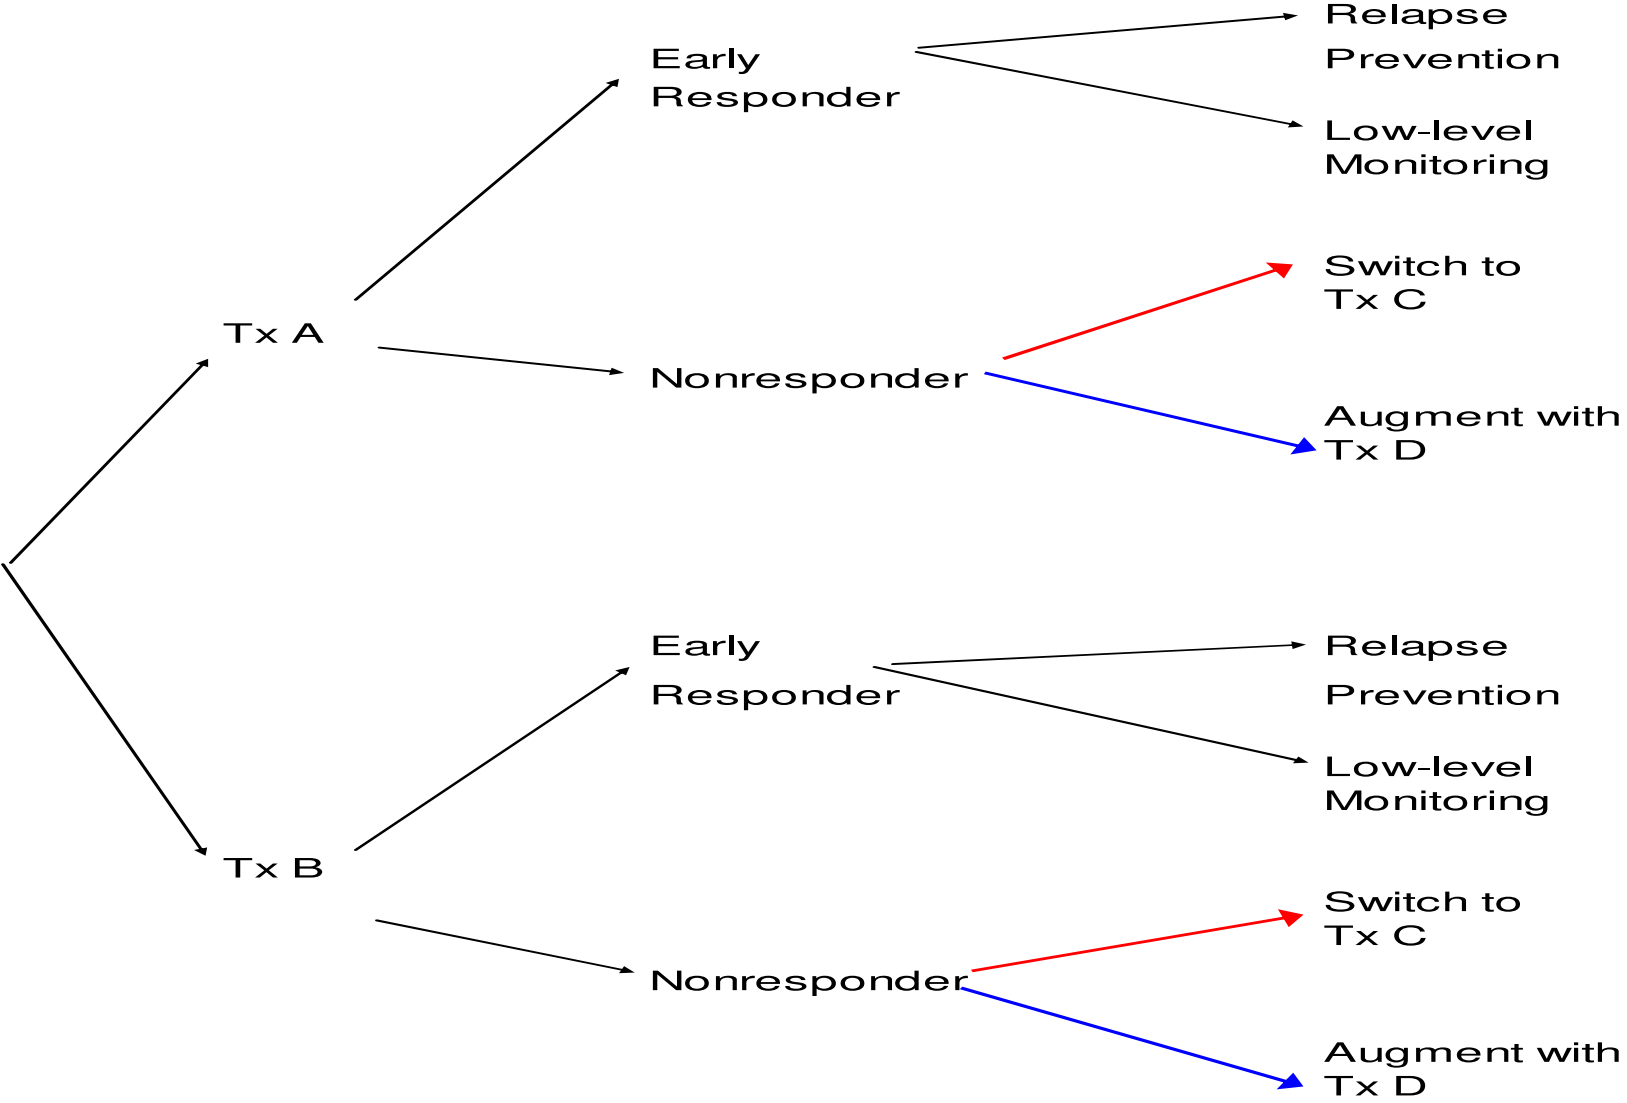 Relapse
Prevention
Early
Responder
Low-level
Monitoring
Switch to
Tx C
Tx A
Nonresponder
Augment with
Tx D
Early
Responder
Relapse
Prevention
Low-level
Monitoring
Tx B
Switch to
Tx C
Nonresponder
Augment with
Tx D